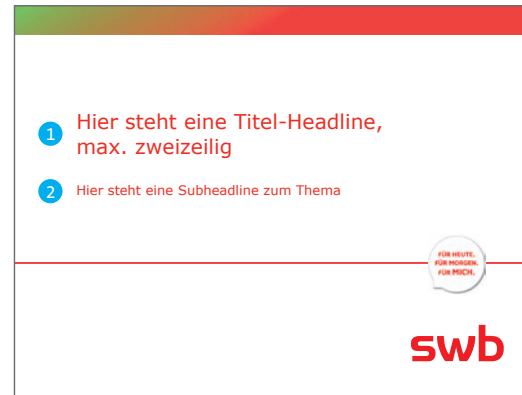 1 Hier steht eine Titel-Headline,
max. zweizeilig
2 Hier steht eine Subheadline zum Thema
FÜR HEUTE.
FÜR MORGEN.
FÜR MICH.
swb